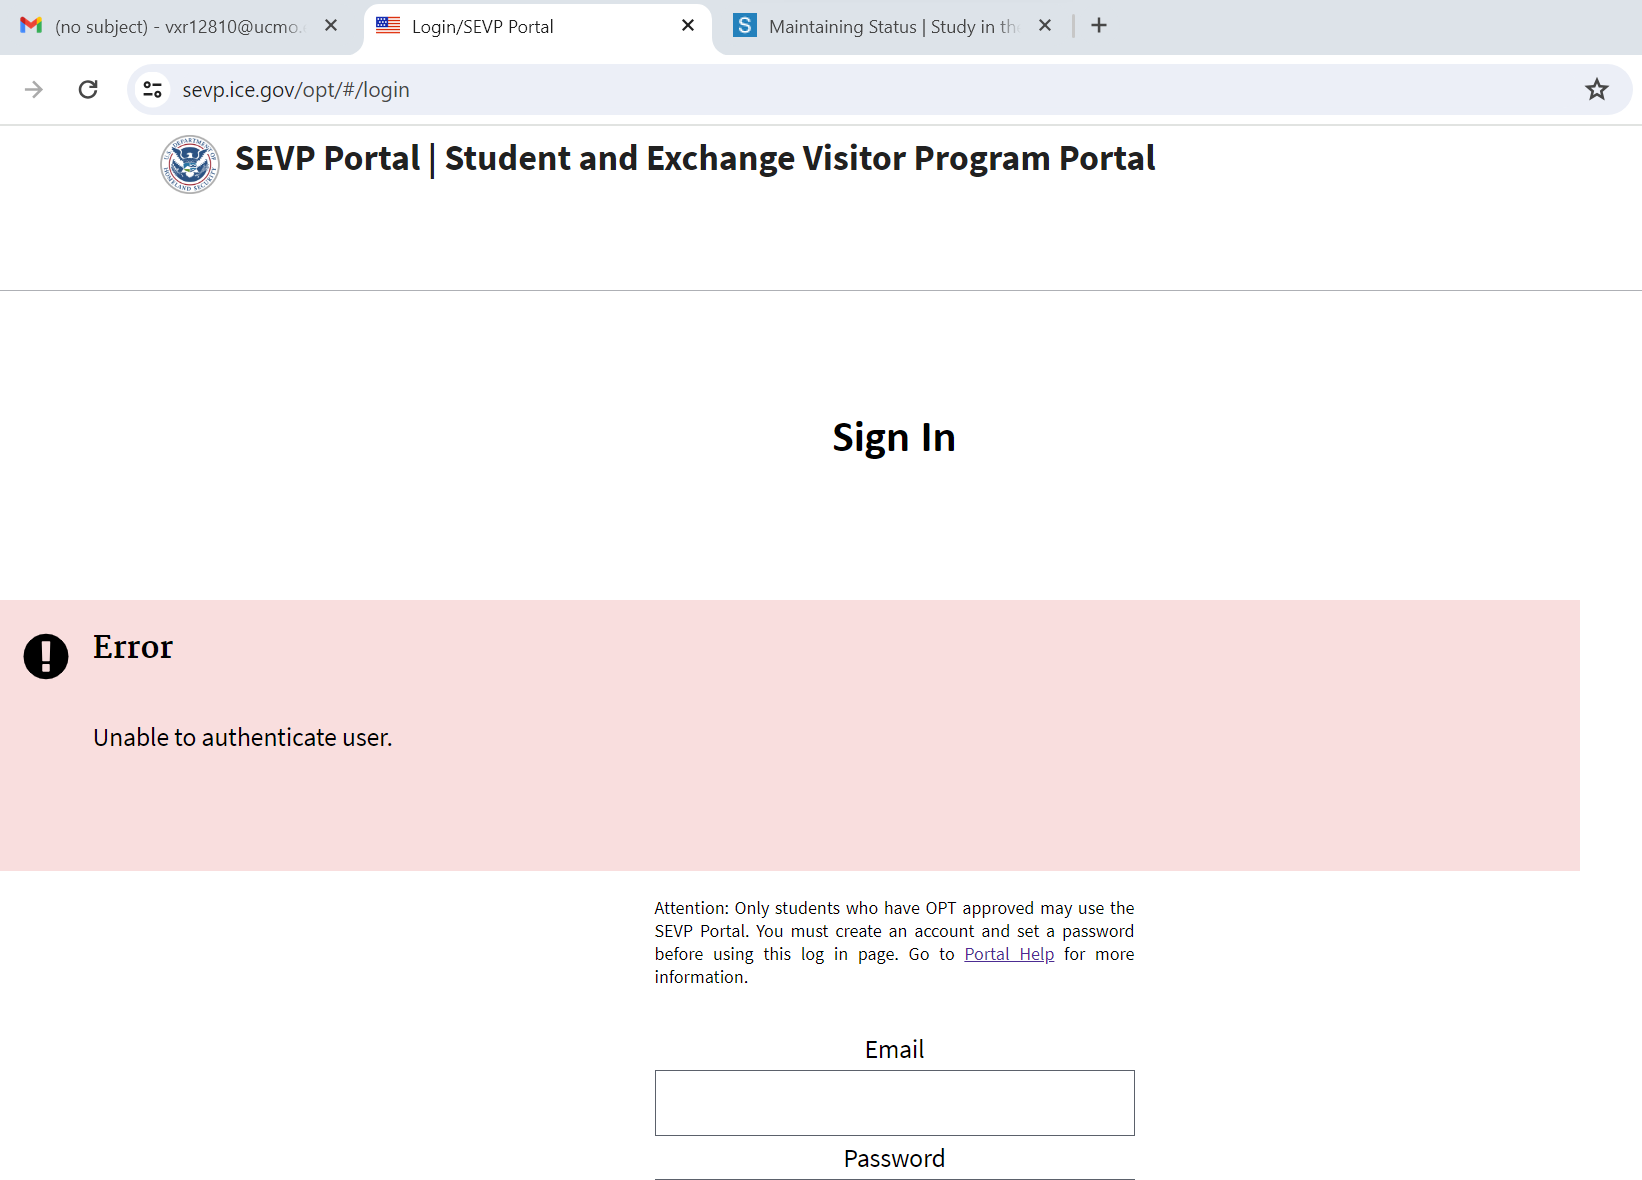 (no subject) - vxr12810@ucmo.
Login/SEVP Portal
Maintaining Status | Study in th
sevp.ice.gov/opt/#/login
SEVP Portal | Student and Exchange Visitor Program Portal
Sign In
Error
Unable to authenticate user.
Attention: Only students who have OPT approved may use the
SEVP Portal. You must create an account and set a password
before using this log in page. Go to Portal Help for more
information.
Email
Password